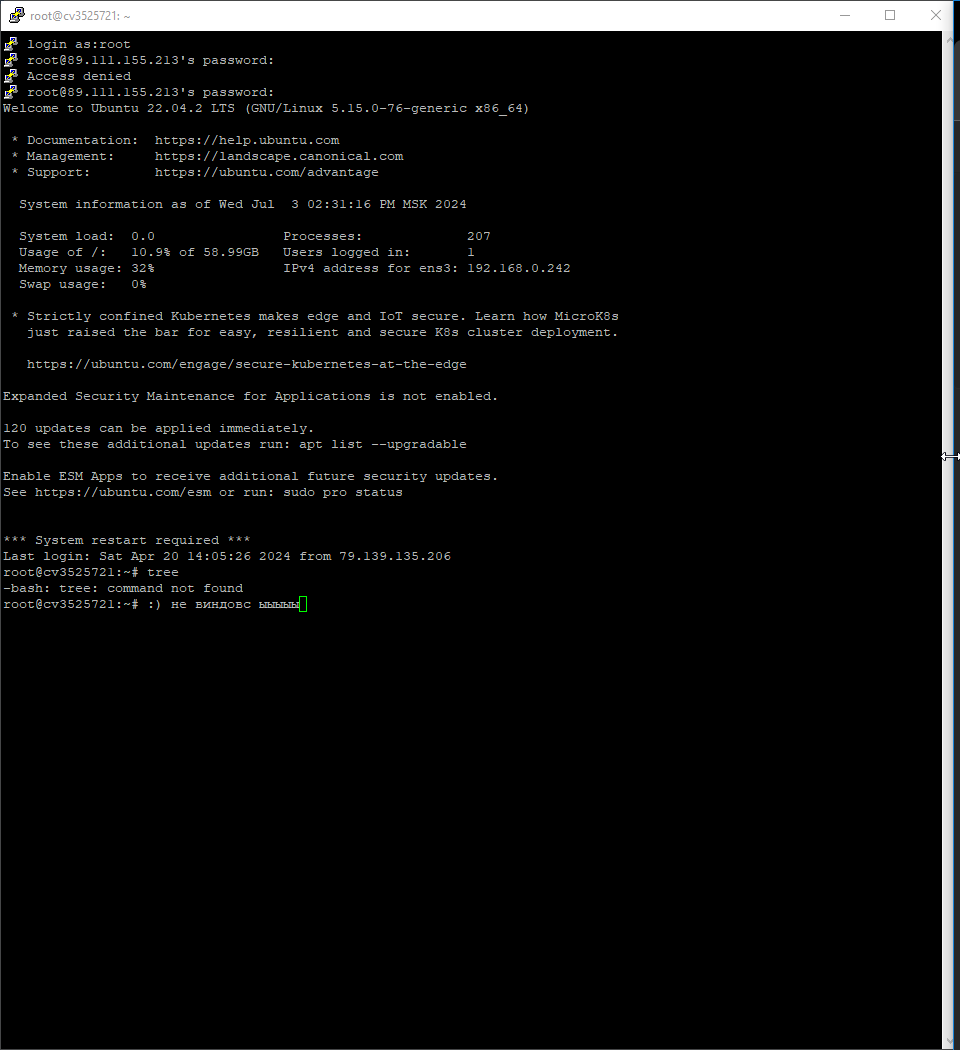 root@cv3525721: ~
login as:root
root@89.111.155.213's password:
Access denied
root@89.111.155.213's password:
Welcome to Ubuntu 22.04.2 LTS (GNU/Linux 5.15.0-76-generic x86_64)
* Documentation:  https://help.ubuntu.com
* Management:     https://landscape.canonical.com
* Support:        https://ubuntu.com/advantage
System information as of Wed Jul  3 02:31:16 PM MSK 2024
System load:  0.0                Processes:             207
Usage of /:   10.9% of 58.99GB   Users logged in:       1
Memory usage: 32%                IPv4 address for ens3: 192.168.0.242
Swap usage:   0%
* Strictly confined Kubernetes makes edge and IoT secure. Learn how MicroK8s
just raised the bar for easy, resilient and secure K8s cluster deployment.
https://ubuntu.com/engage/secure-kubernetes-at-the-edge
Expanded Security Maintenance for Applications is not enabled.
120 updates can be applied immediately.
To see these additional updates run: apt list --upgradable
Enable ESM Apps to receive additional future security updates.
See https://ubuntu.com/esm or run: sudo pro status
*** System restart required ***
Last login: Sat Apr 20 14:05:26 2024 from 79.139.135.206
root@cv3525721:~# tree
-bash: tree: command not found
root@cv3525721:~# :) не виндовс ыыыыы